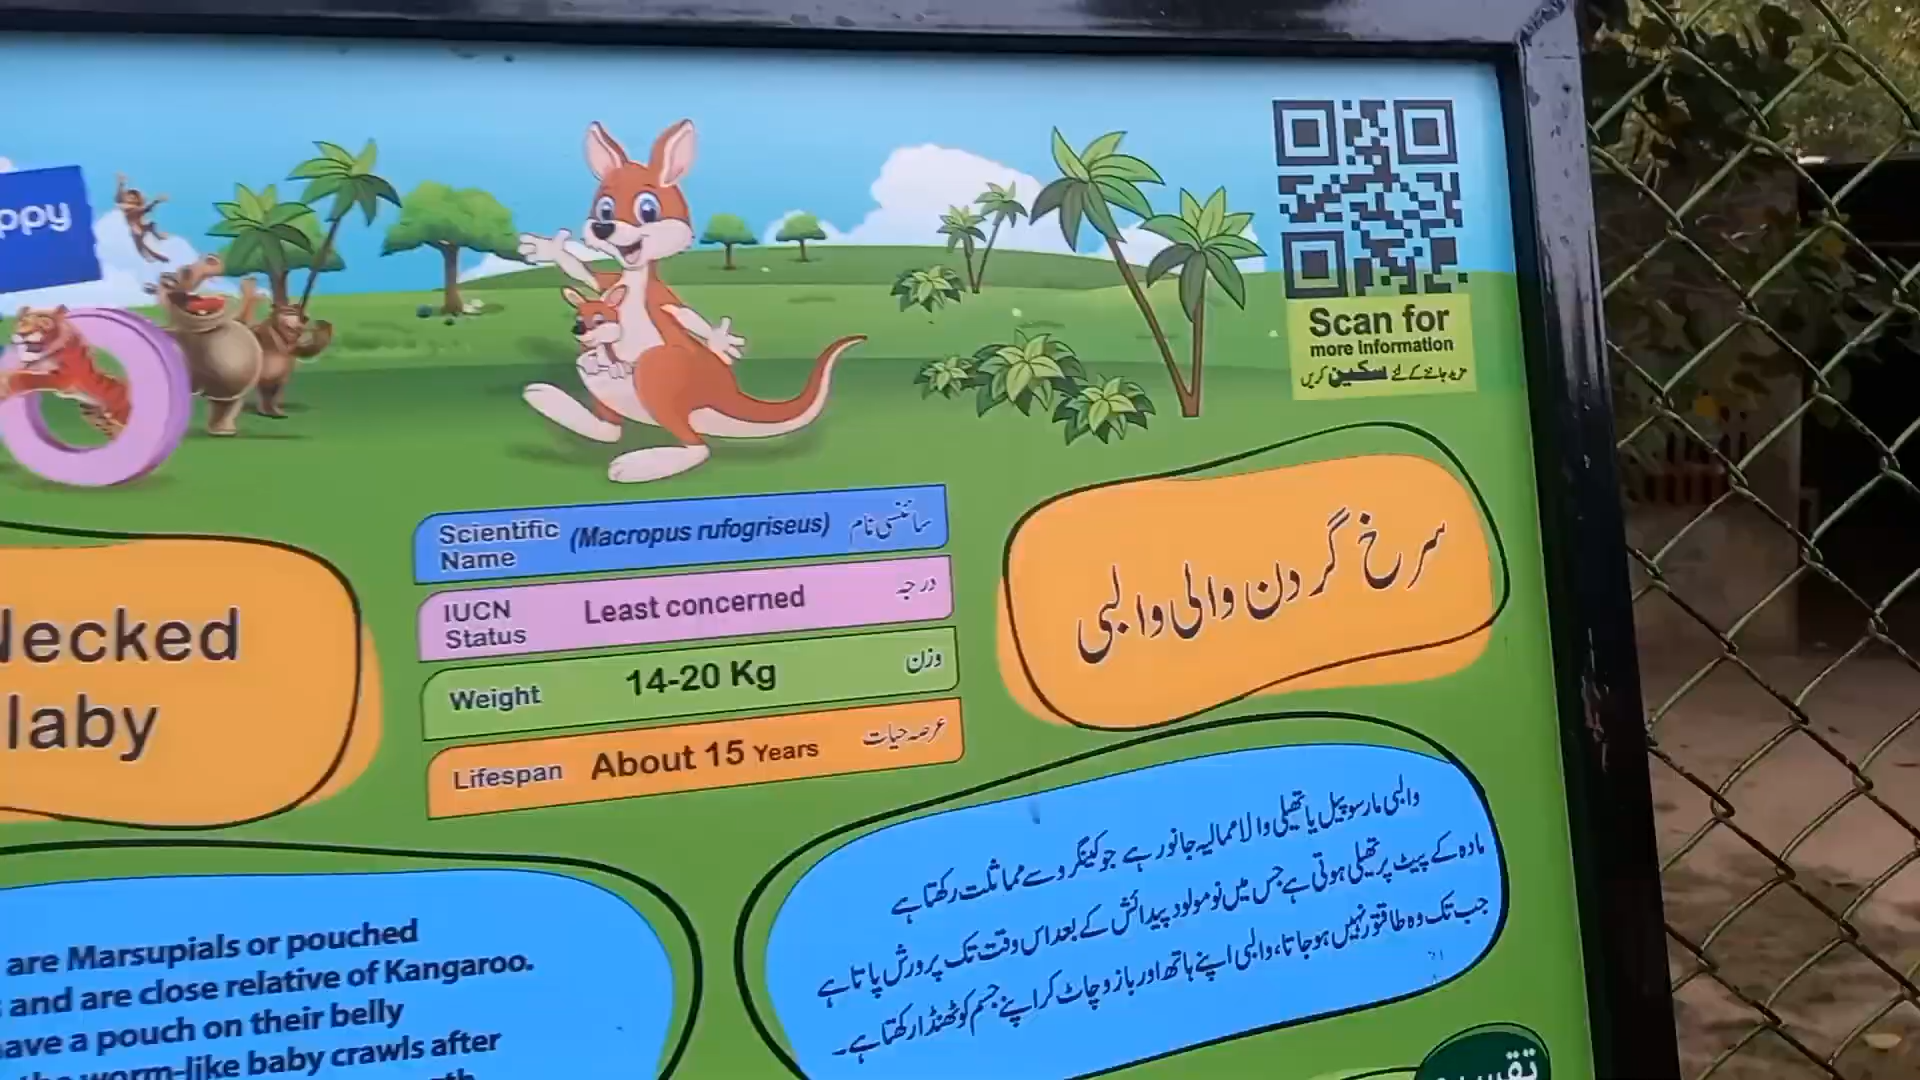 Scan for
more information
مزید جاننے کے لئے سکین کریں
Scientific Name (Macropus rufogriseus) سائنسی نام
IUCN Status Least concerned درجہ
Weight 14-20 Kg وزن
Lifespan About 15 Years عرصہ حیات
سرخ گردن والی والبی
laby
are Marsupials or pouched
and are close relative of Kangaroo.
a pouch on their belly
worm-like baby crawls after
والبی مارسوپیل یا تھیلی والا ممالیہ جانور ہے جو کینگرو سے مماثلت رکھتا ہے
مادہ کے پیٹ پر تھیلی ہوتی ہے جس میں نومولود پیدائش کے بعد اس وقت تک پرورش پاتا ہے
جب تک وہ طاقتور نہیں ہو جاتا، والبی اپنے ہاتھ اور بازو چاٹ کر اپنے جسم کو ٹھنڈا رکھتا ہے۔